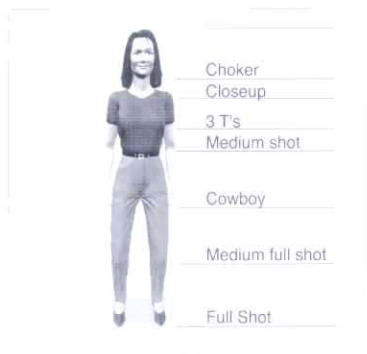 Choker
Closeup
3 T's
Medium shot
Cowboy
Medium full shot
Full Shot